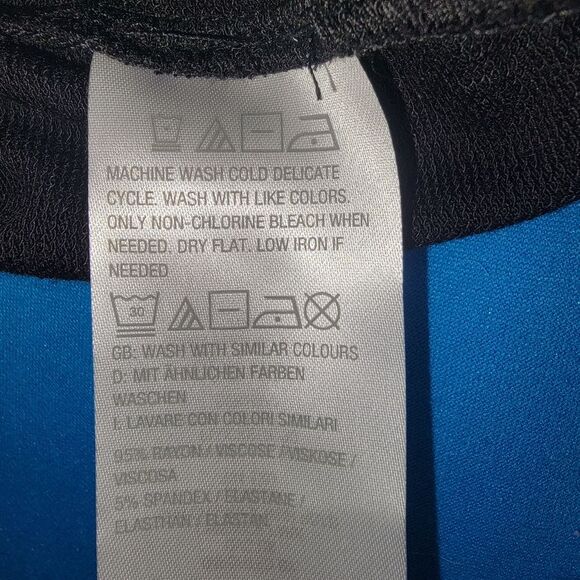 MACHINE WASH COLD DELICATE
CYCLE. WASH WITH LIKE COLORS.
ONLY NON-CHLORINE BLEACH WHEN
NEEDED. DRY FLAT. LOW IRON IF
NEEDED
30
GB: WASH WITH SIMILAR COLOURS
D: MIT ÄHNLICHEN FARBEN
WASCHEN
I: LAVARE CON COLORI SIMILARI
95% RAYON / VISCOSE / VISKOSE /
VISCOSA
5% SPANDEX / ELASTANE /
ELASTHAN / ELASTAN